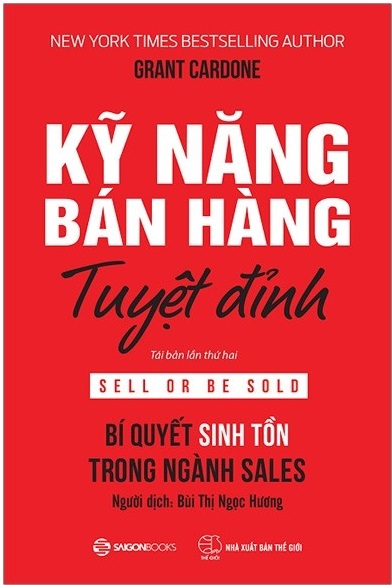 NEW YORK TIMES BESTSELLING AUTHOR
GRANT CARDONE
KỸ NĂNG
BÁN HÀNG
Tuyệt đỉnh
Tái bản lần thứ hai
SELL OR BE SOLD
BÍ QUYẾT SINH TỒN
TRONG NGÀNH SALES
Người dịch: Bùi Thị Ngọc Hương
SAIGONBOOKS
THẾ GIỚI
NHÀ XUẤT BẢN THẾ GIỚI